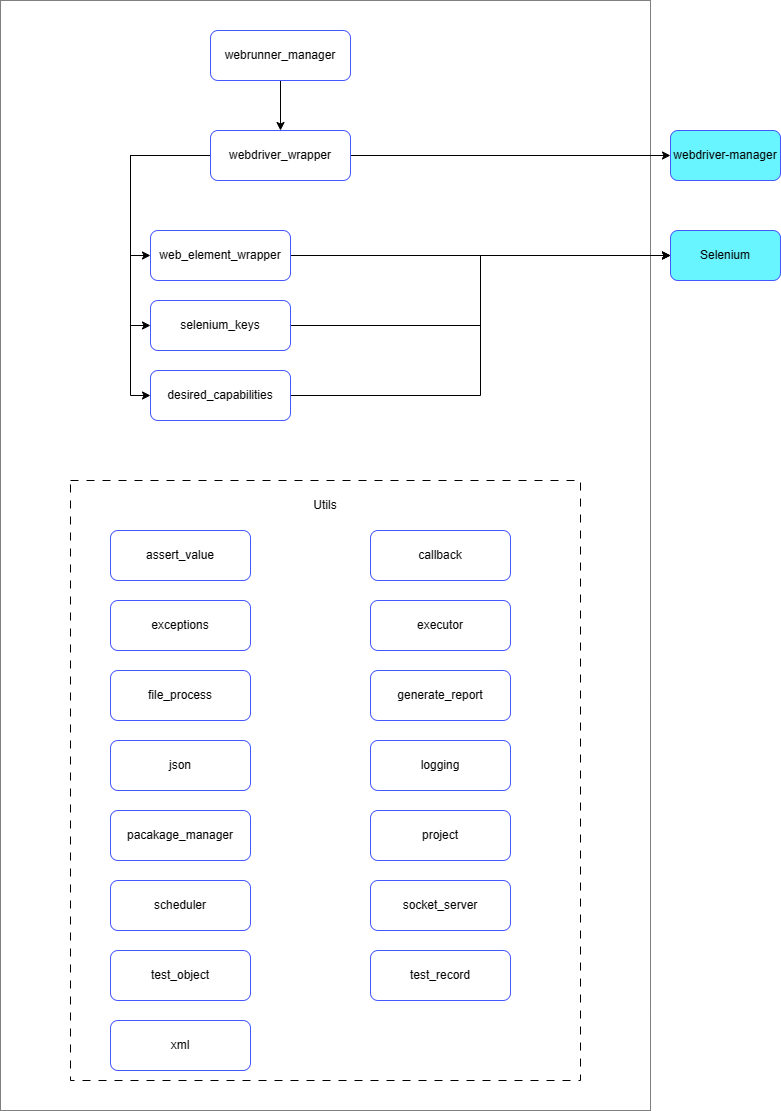 webrunner_manager
webdriver_wrapper
webdriver-manager
web_element_wrapper
Selenium
selenium_keys
desired_capabilities
Utils
assert_value
callback
exceptions
executor
file_process
generate_report
json
logging
pacakage_manager
project
scheduler
socket_server
test_object
test_record
xml